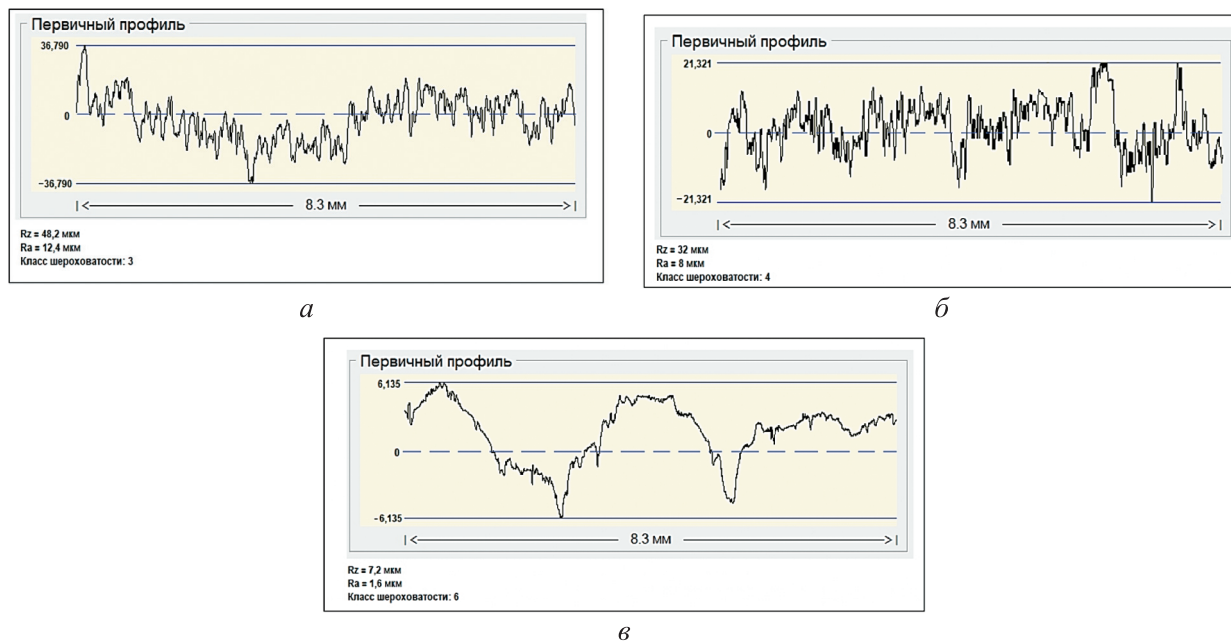 Первичный профиль
36,790
0
−36,790
8.3 мм
Rz = 48,2 мкм
Ra = 12,4 мкм
Класс шероховатости: 3
а
Первичный профиль
21,321
0
−21,321
8.3 мм
Rz = 32 мкм
Ra = 8 мкм
Класс шероховатости: 4
б
Первичный профиль
6,135
0
−6,135
8.3 мм
Rz = 7,2 мкм
Ra = 1,6 мкм
Класс шероховатости: 6
в